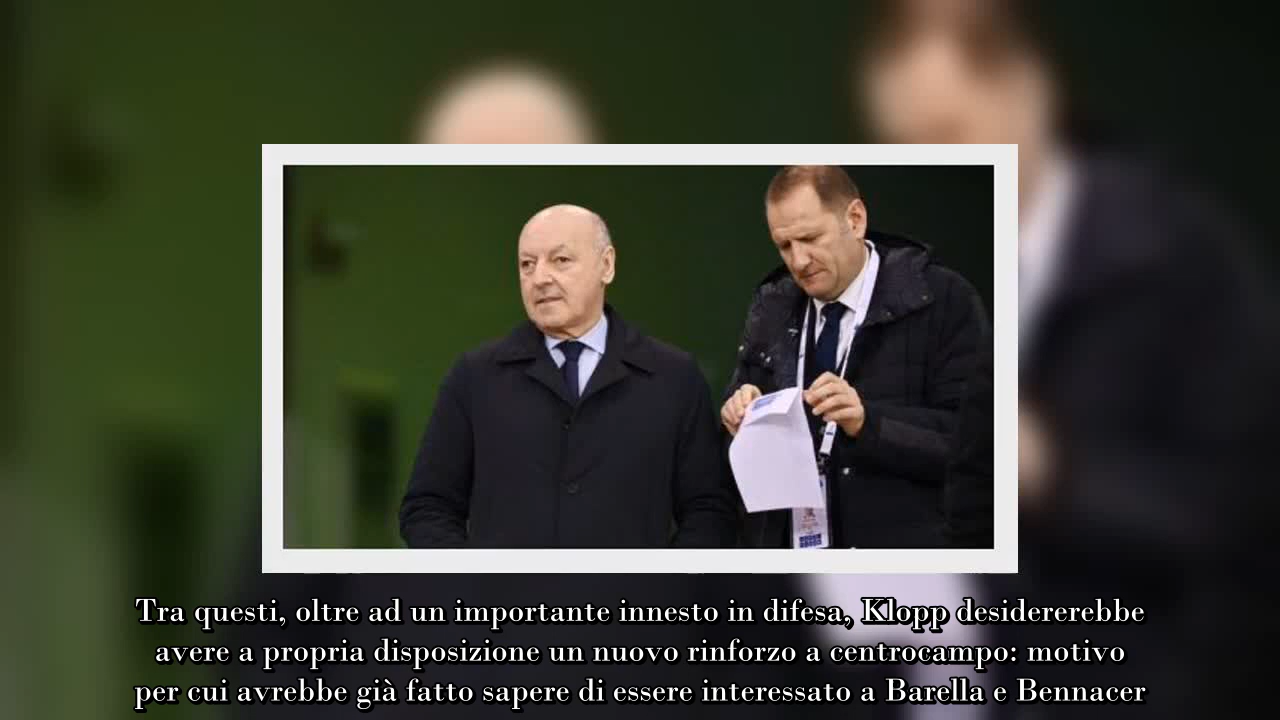 Tra questi, oltre ad un importante innesto in difesa, Klopp desidererebbe
avere a propria disposizione un nuovo rinforzo a centrocampo: motivo
per cui avrebbe già fatto sapere di essere interessato a Barella e Bennacer